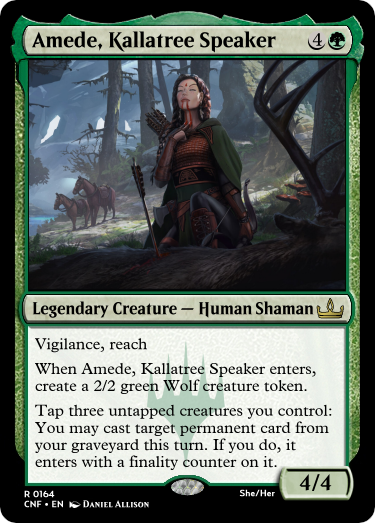 Amede, Kallatree Speaker 4
Legendary Creature — Human Shaman
Vigilance, reach
When Amede, Kallatree Speaker enters,
create a 2/2 green Wolf creature token.
Tap three untapped creatures you control:
You may cast target permanent card from
your graveyard this turn. If you do, it
enters with a finality counter on it.
4/4
R 0164
She/Her
CNF • EN Daniel Allison